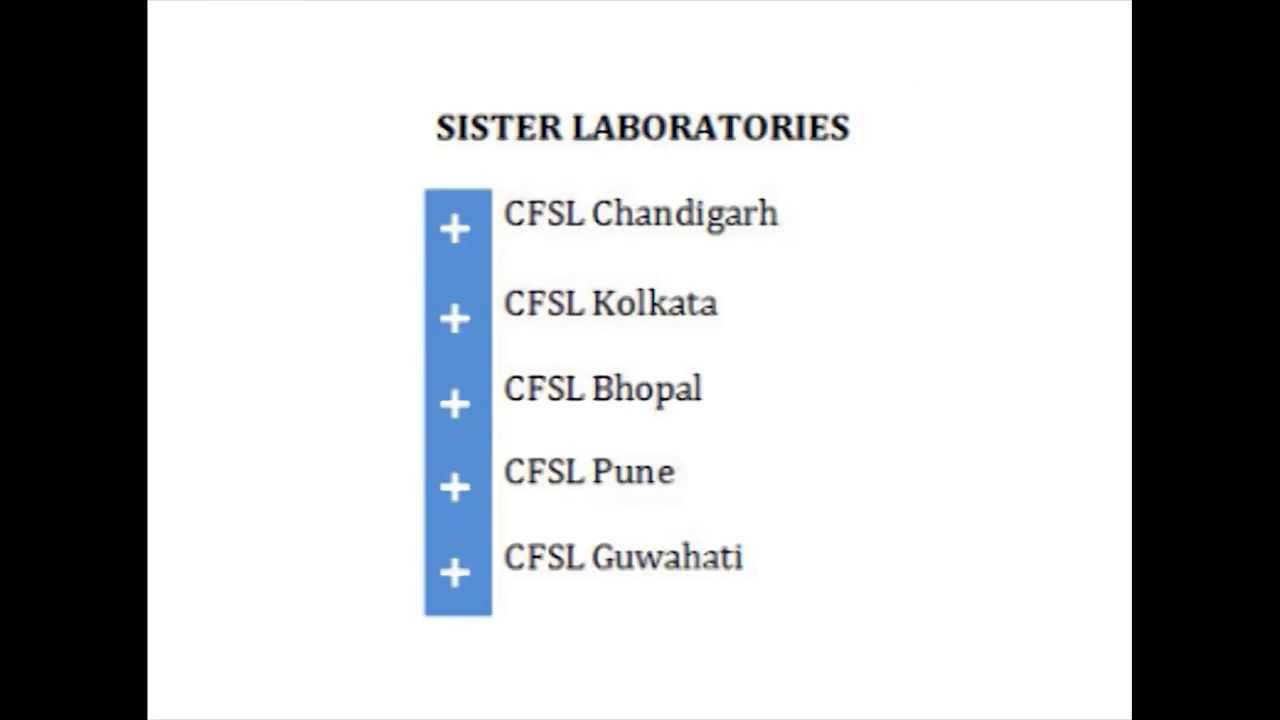 SISTER LABORATORIES
+ CFSL Chandigarh
+ CFSL Kolkata
+ CFSL Bhopal
+ CFSL Pune
+ CFSL Guwahati